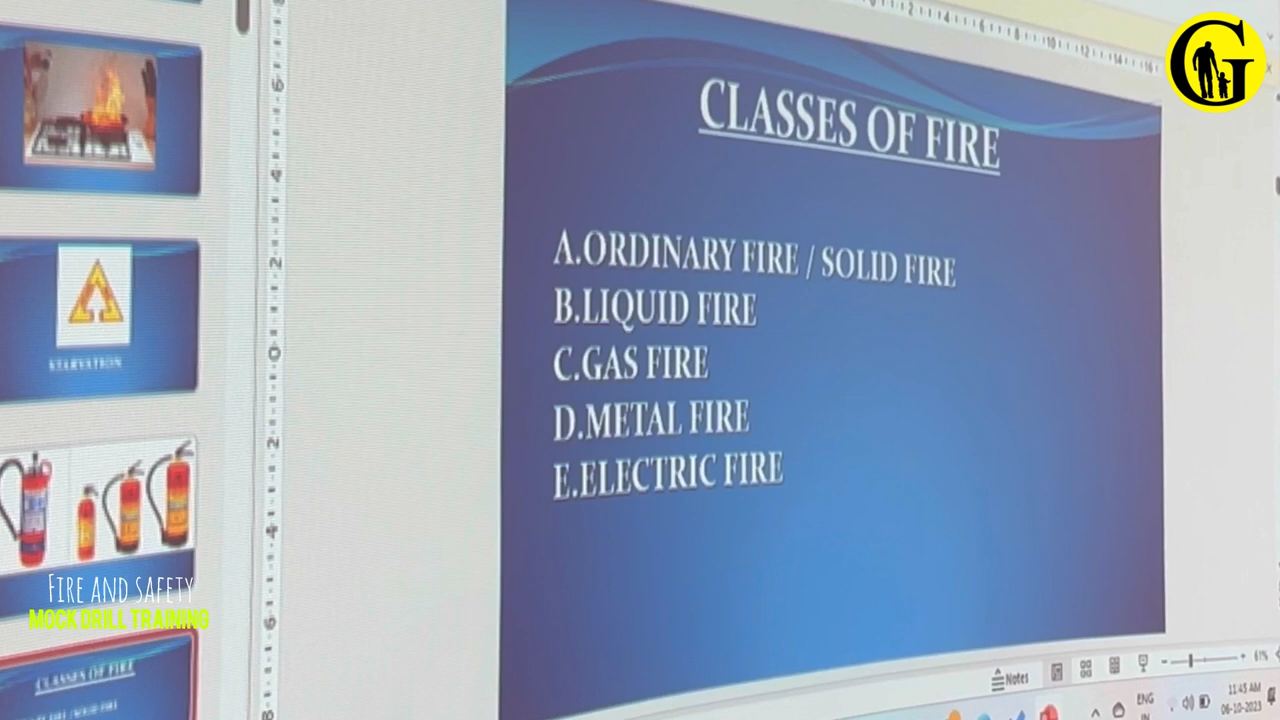 CLASSES OF FIRE
A.ORDINARY FIRE / SOLID FIRE
B.LIQUID FIRE
C.GAS FIRE
D.METAL FIRE
E.ELECTRIC FIRE
STARVATION
FIRE AND SAFETY
MOCK DRILL TRAINING
CLASSES OF FIRE
Notes
61%
ENG
IN
11:45 AM
06-10-2023
G